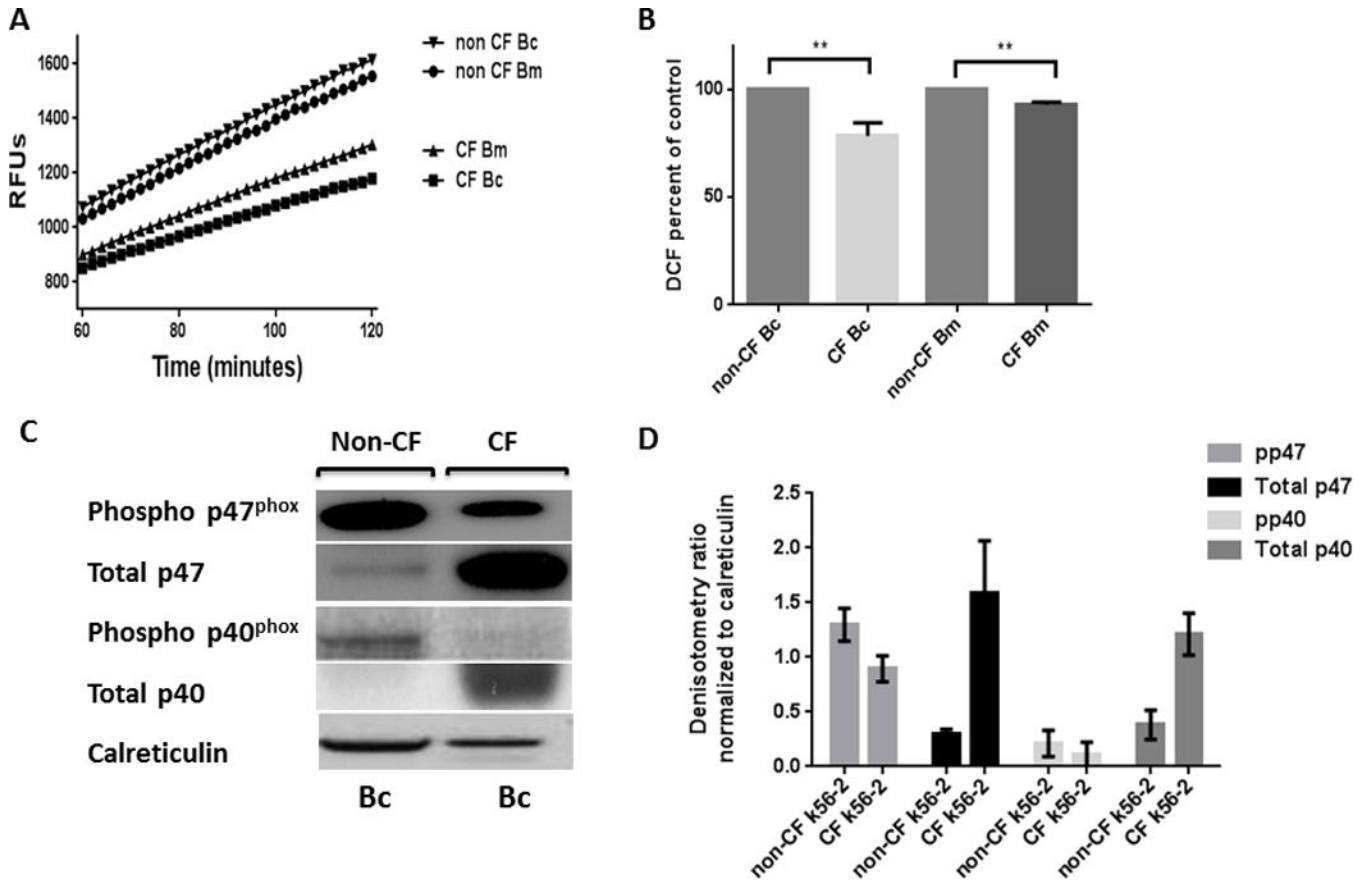 A
RFUs
1600
1400
1200
1000
800
60
80
100
120
Time (minutes)
non CF Bc
non CF Bm
CF Bm
CF Bc
B
DCF percent of control
100
50
0
**
**
non-CF Bc
CF Bc
non-CF Bm
CF Bm
C
Non-CF
CF
Phospho p47phox
Total p47
Phospho p40phox
Total p40
Calreticulin
Bc
Bc
D
Denisotometry ratio
normalized to calreticulin
2.5
2.0
1.5
1.0
0.5
0.0
non-CF k56-2
CF k56-2
non-CF k56-2
CF k56-2
non-CF k56-2
CF k56-2
non-CF k56-2
CF k56-2
pp47
Total p47
pp40
Total p40